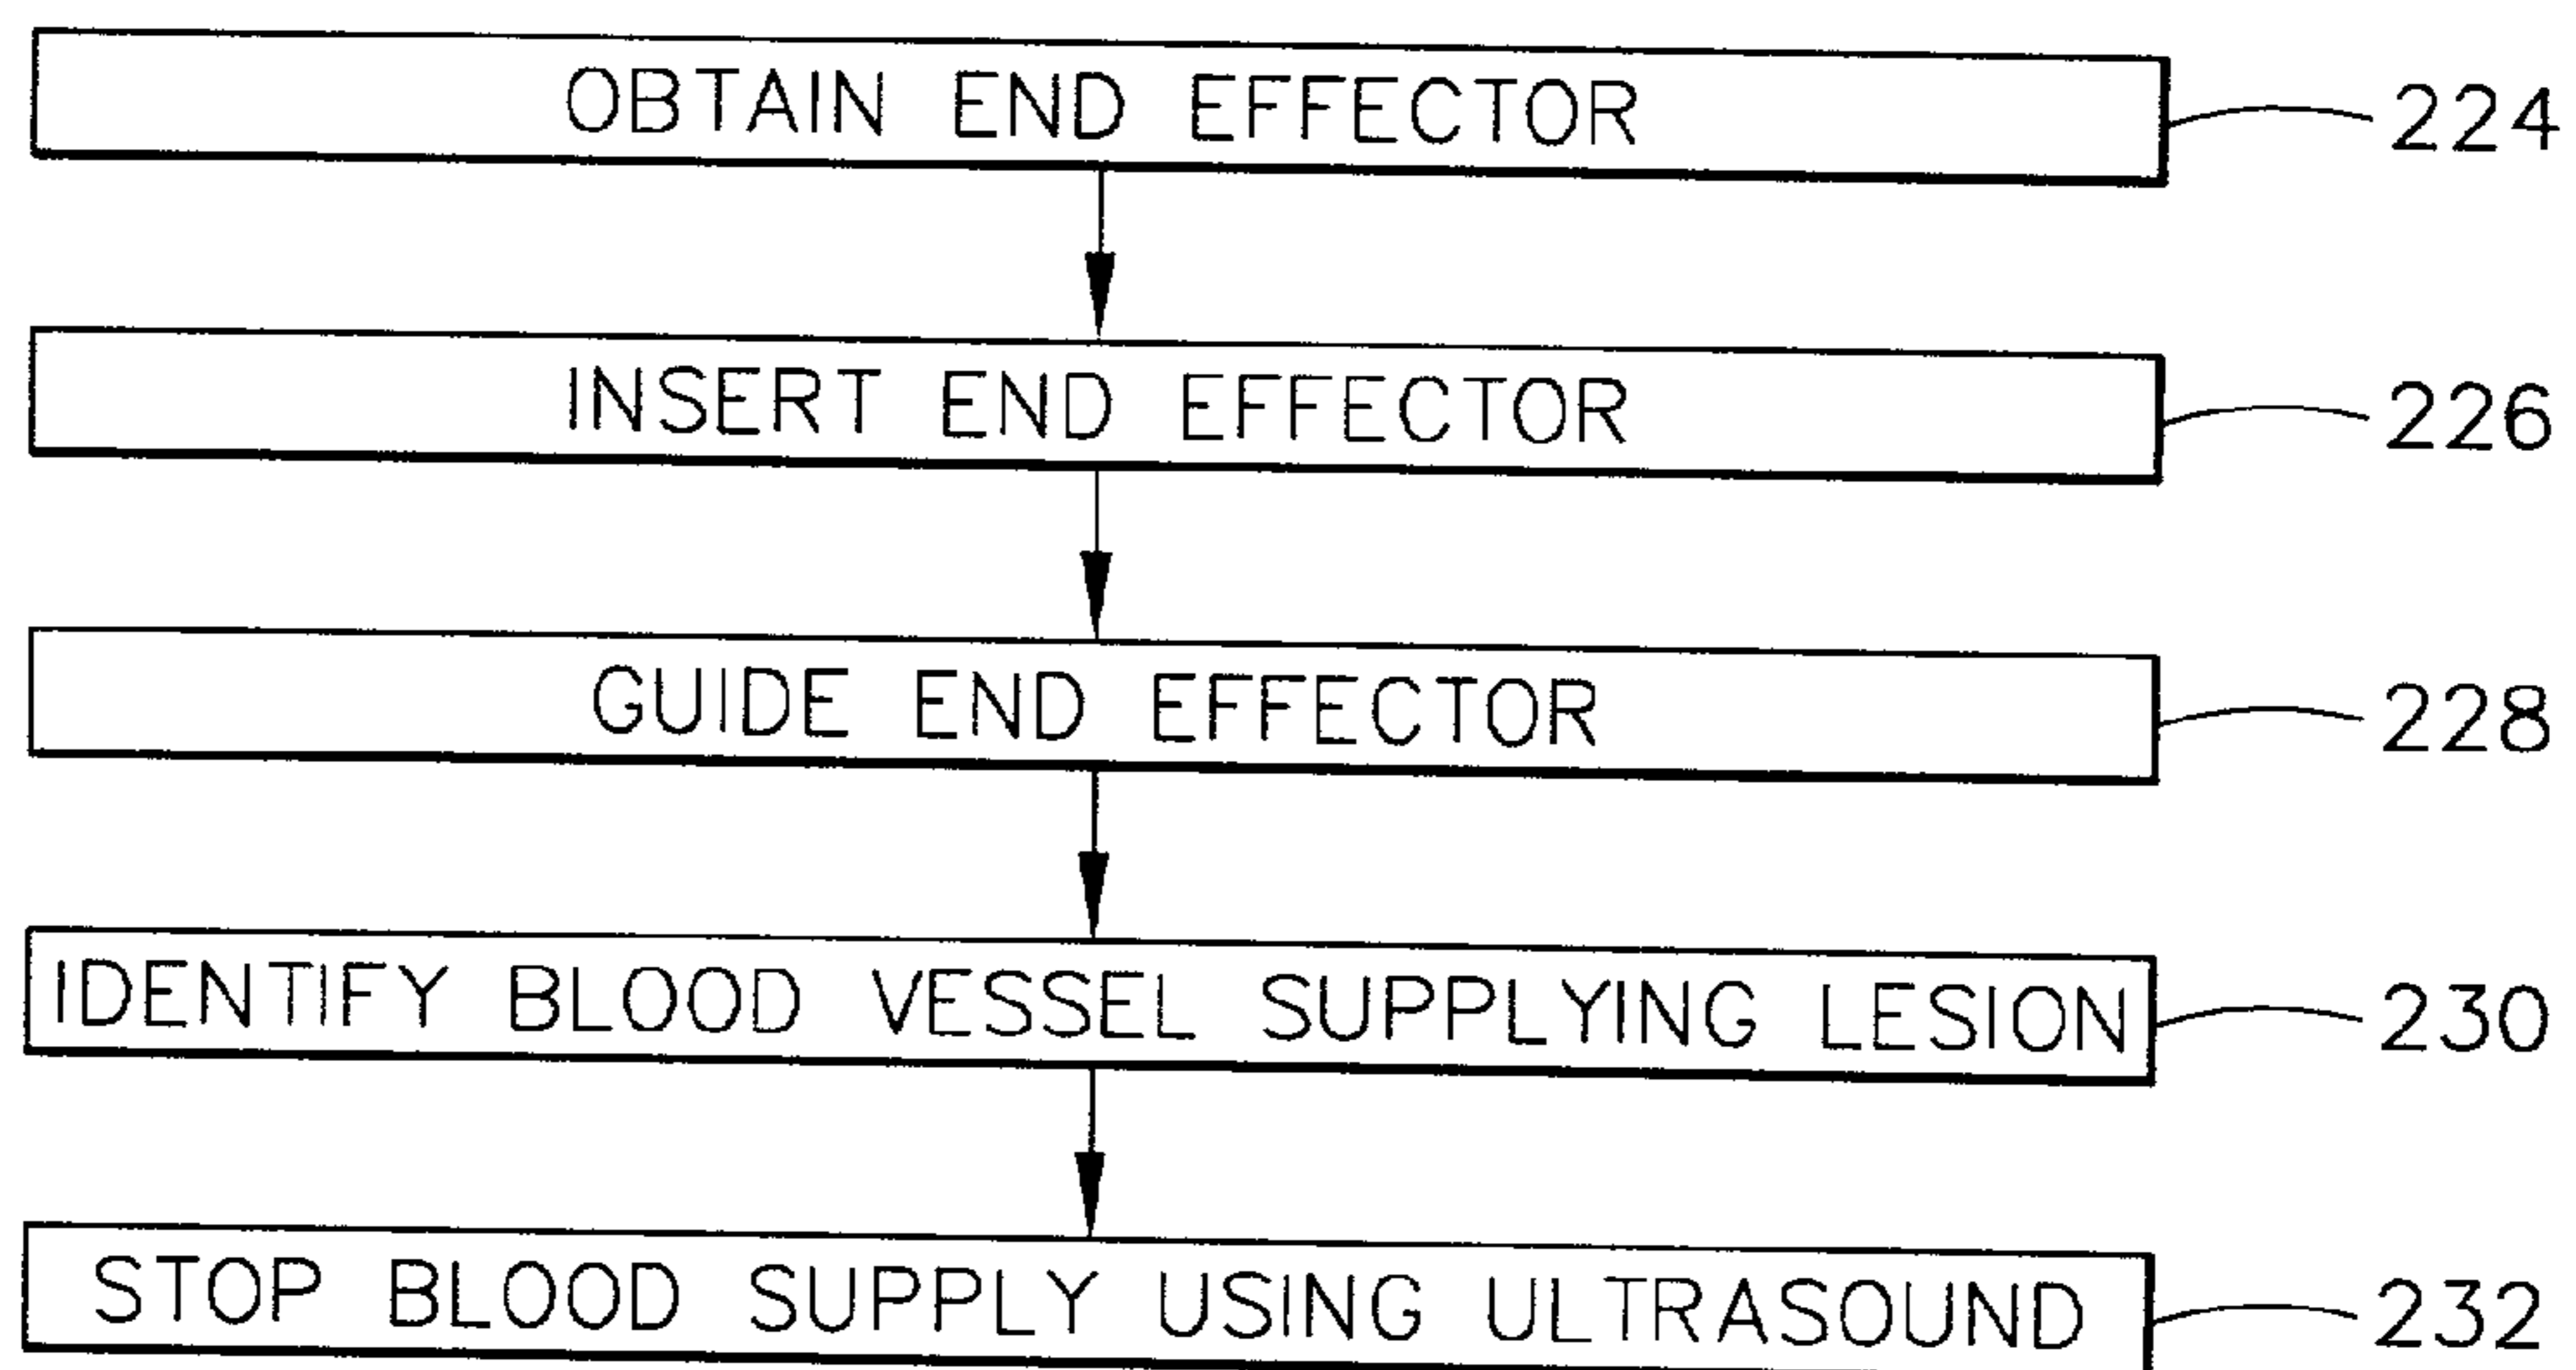 OBTAIN END EFFECTOR 224
INSERT END EFFECTOR 226
GUIDE END EFFECTOR 228
IDENTIFY BLOOD VESSEL SUPPLYING LESION 230
STOP BLOOD SUPPLY USING ULTRASOUND 232